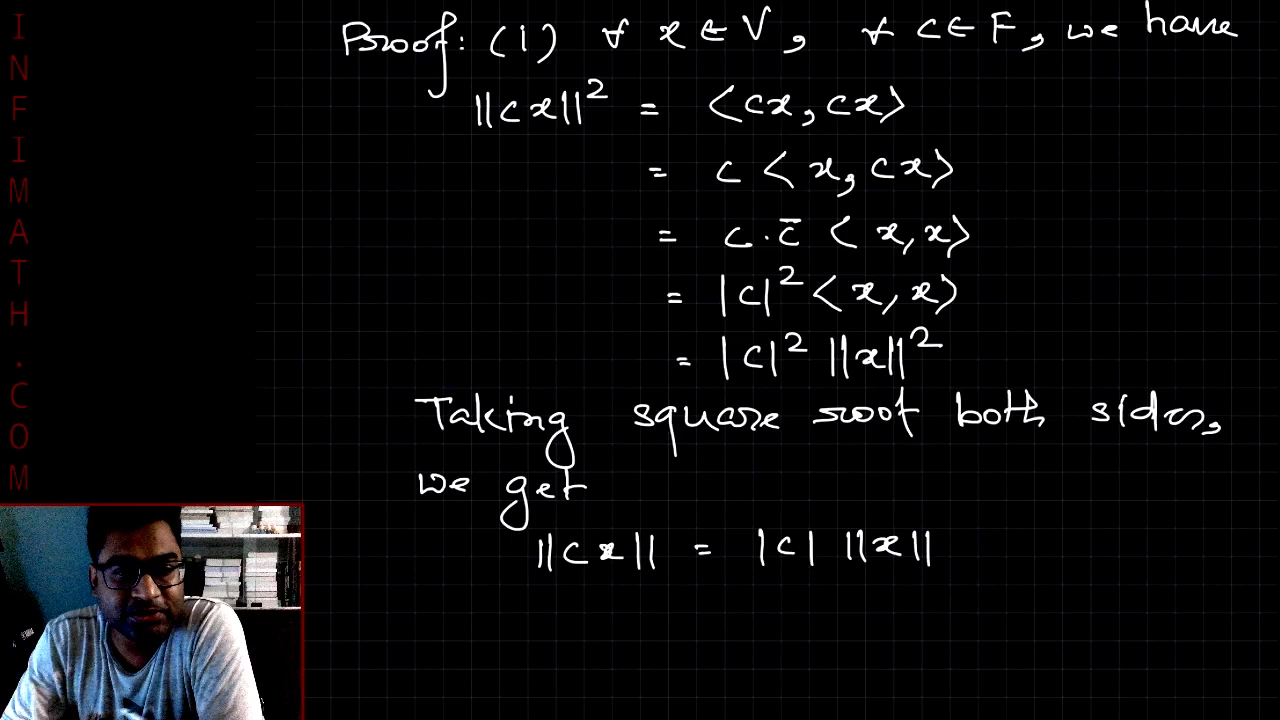 INFIMATH.COM
Proof: (1) ∀ x ∈ V, ∀ c ∈ F, we have
||cx||² = ⟨cx, cx⟩
= c ⟨x, cx⟩
= c · c̄ ⟨x, x⟩
= |c|² ⟨x, x⟩
= |c|² ||x||²
Taking square root both sides,
we get
||cx|| = |c| ||x||